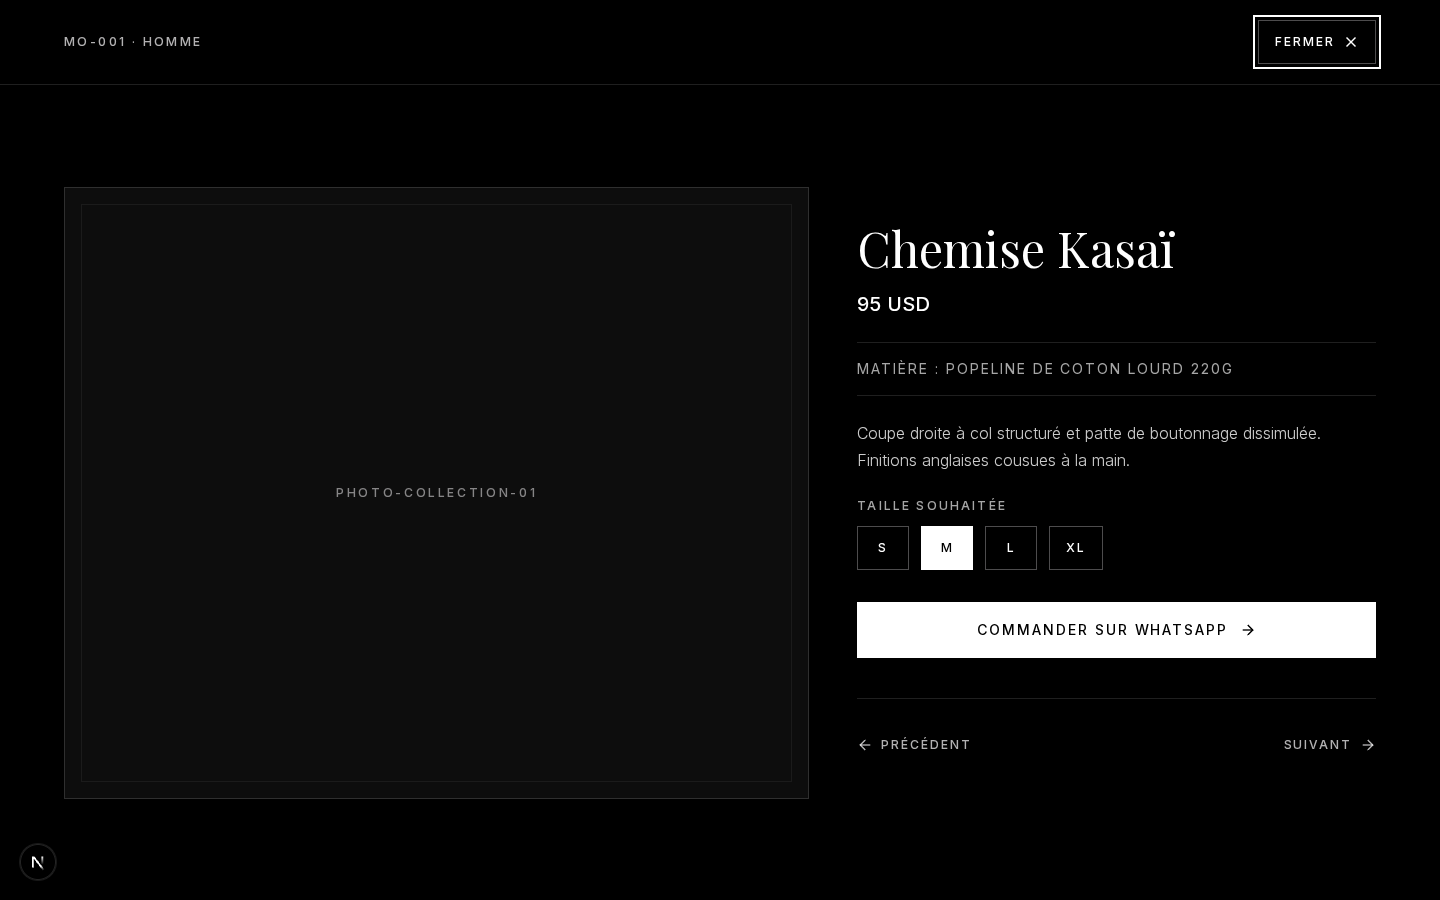 MO-001 · HOMME
FERMER
Chemise Kasaï
95 USD
MATIÈRE : POPELINE DE COTON LOURD 220G
Coupe droite à col structuré et patte de boutonnage dissimulée.
Finitions anglaises cousues à la main.
PHOTO-COLLECTION-01
TAILLE SOUHAITÉE
S M L XL
COMMANDER SUR WHATSAPP
PRÉCÉDENT
SUIVANT
N